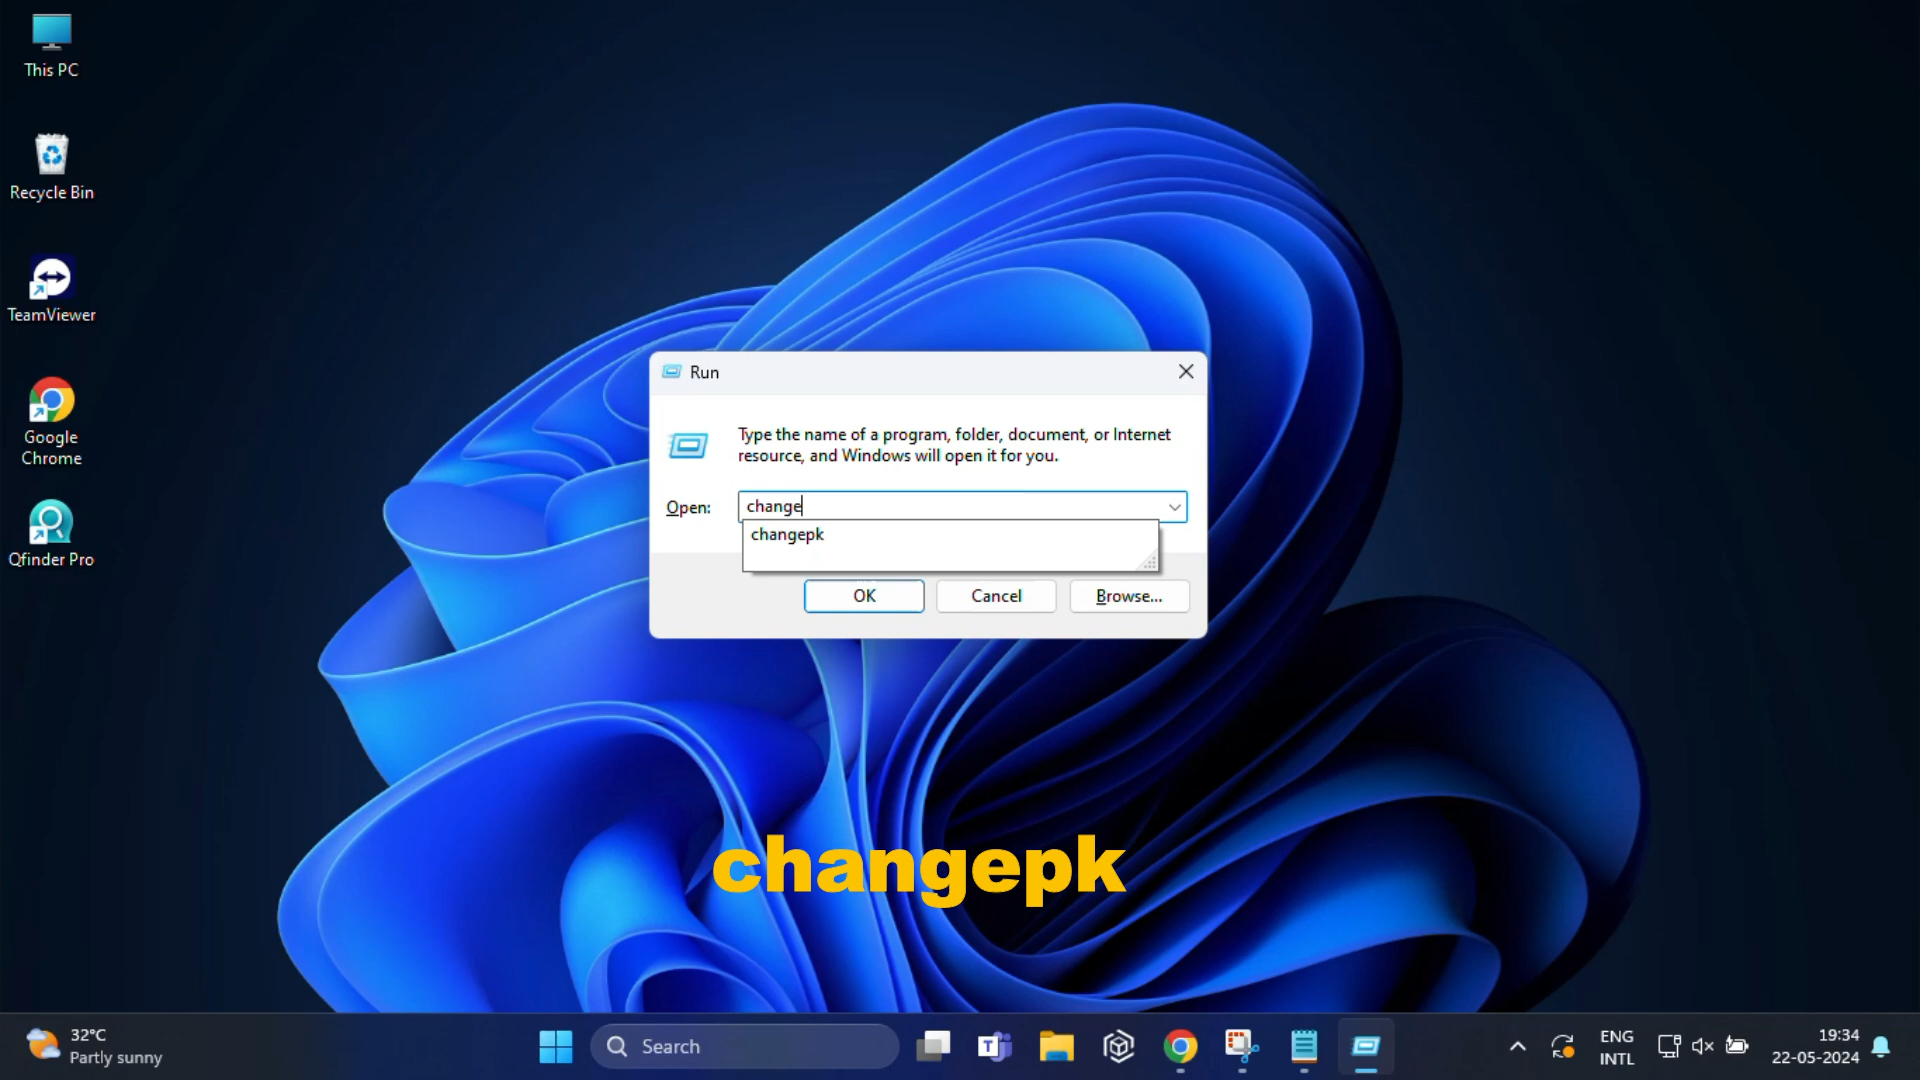 This PC
Recycle Bin
TeamViewer
Google
Chrome
Qfinder Pro
Run
Type the name of a program, folder, document, or Internet
resource, and Windows will open it for you.
Open:
change
changepk
OK
Cancel
Browse...
changepk
32°C
Partly sunny
Search
T
ENG
INTL
19:34
22-05-2024